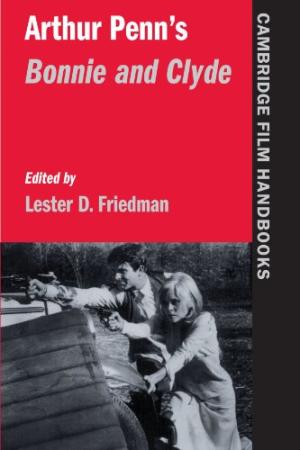 Arthur Penn's
Bonnie and Clyde
Edited by
Lester D. Friedman
CAMBRIDGE FILM HANDBOOKS